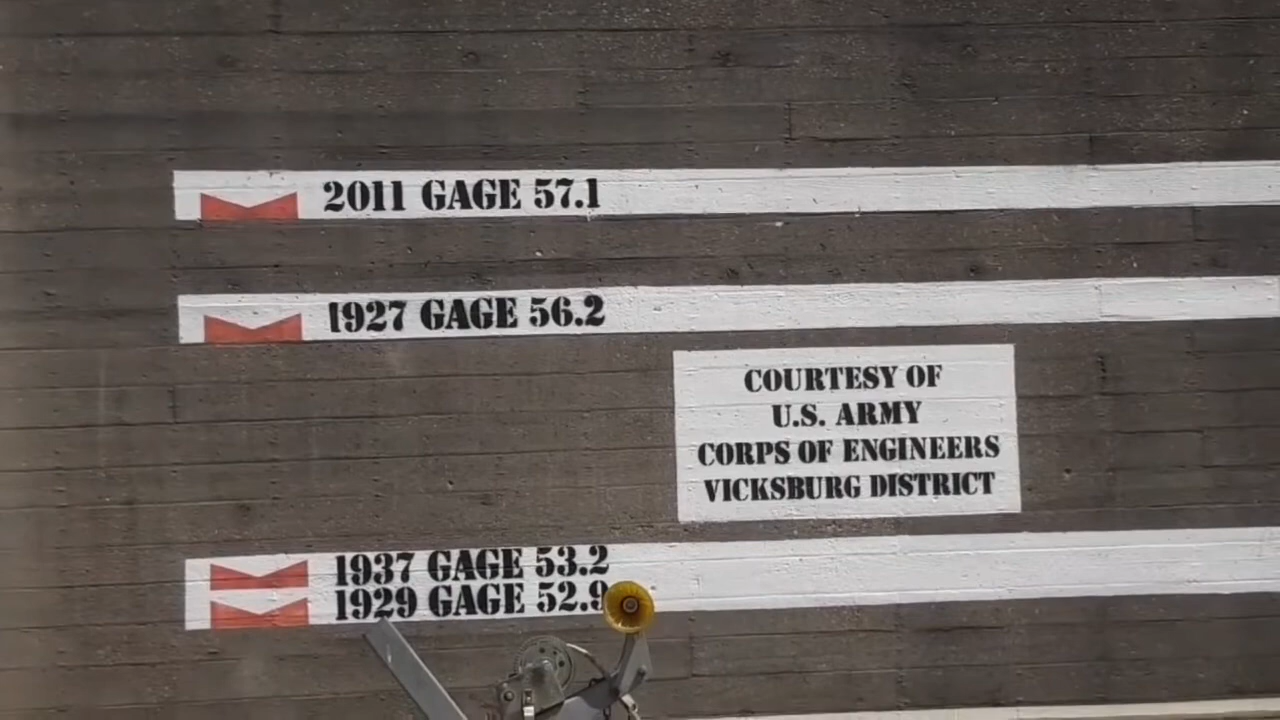 2011 GAGE 57.1
1927 GAGE 56.2
COURTESY OF
U.S. ARMY
CORPS OF ENGINEERS
VICKSBURG DISTRICT
1937 GAGE 53.2
1929 GAGE 52.9